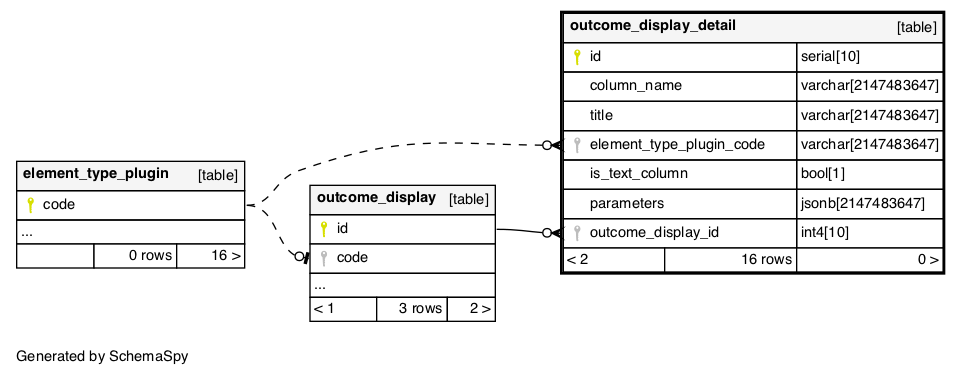 element_type_plugin [table]
code
...
0 rows 16 >
outcome_display [table]
id
code
...
< 1 3 rows 2 >
outcome_display_detail [table]
id serial[10]
column_name varchar[2147483647]
title varchar[2147483647]
element_type_plugin_code varchar[2147483647]
is_text_column bool[1]
parameters jsonb[2147483647]
outcome_display_id int4[10]
< 2 16 rows 0 >
Generated by SchemaSpy